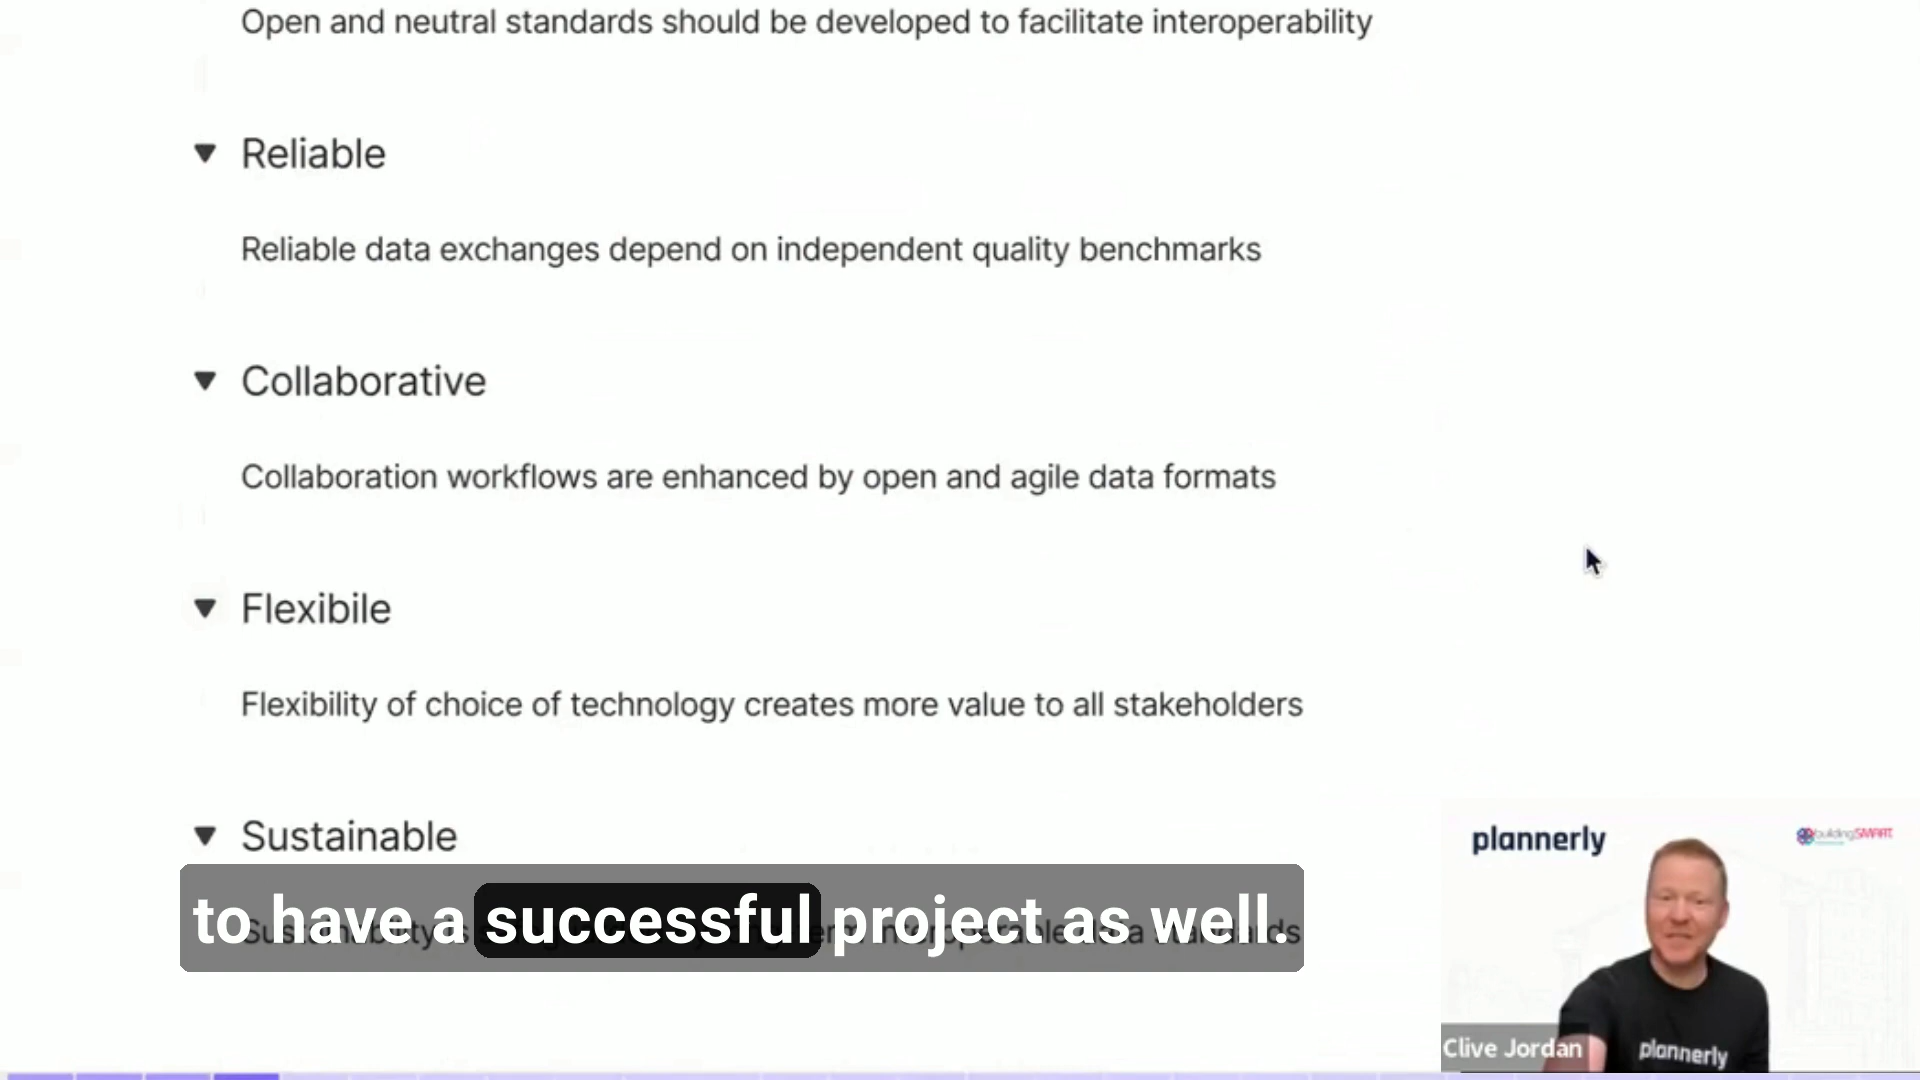 Open and neutral standards should be developed to facilitate interoperability
Reliable
Reliable data exchanges depend on independent quality benchmarks
Collaborative
Collaboration workflows are enhanced by open and agile data formats
Flexibile
Flexibility of choice of technology creates more value to all stakeholders
Sustainable
to have a successful project as well.
plannerly
buildingSMART
Clive Jordan
plannerly